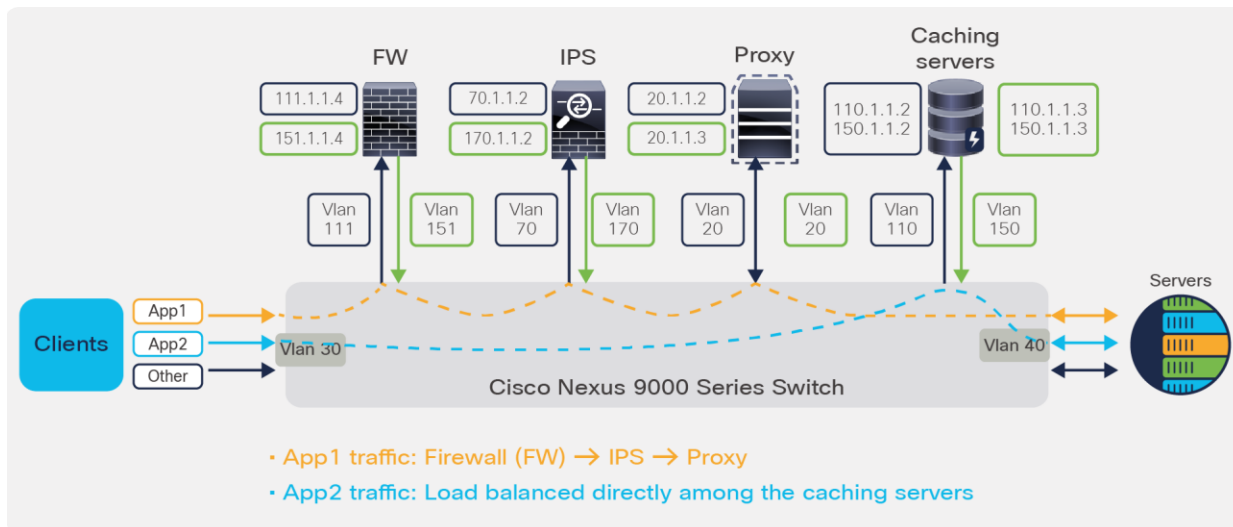 FW
IPS
Proxy
Caching
servers
111.1.1.4
151.1.1.4
70.1.1.2
170.1.1.2
20.1.1.2
20.1.1.3
110.1.1.2
150.1.1.2
110.1.1.3
150.1.1.3
Vlan
111
Vlan
151
Vlan
70
Vlan
170
Vlan
20
Vlan
20
Vlan
110
Vlan
150
Clients
App1
App2
Other
Vlan 30
Vlan 40
Servers
Cisco Nexus 9000 Series Switch
• App1 traffic: Firewall (FW) → IPS → Proxy
• App2 traffic: Load balanced directly among the caching servers